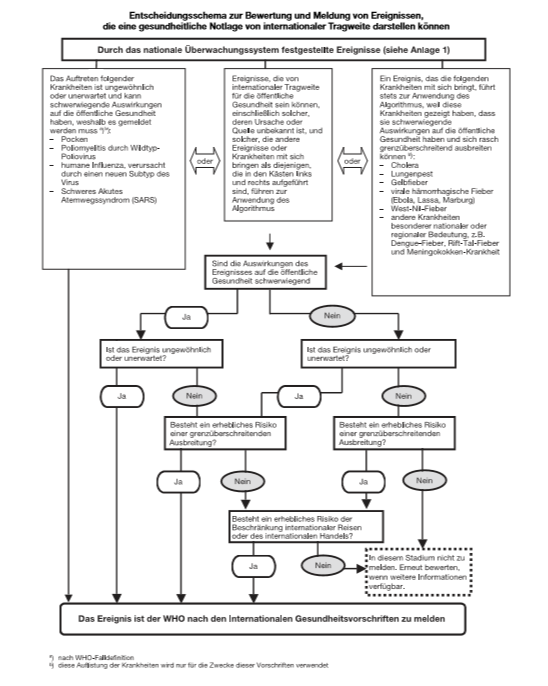 Entscheidungsschema zur Bewertung und Meldung von Ereignissen,
die eine gesundheitliche Notlage von internationaler Tragweite darstellen können
Durch das nationale Überwachungssystem festgestellte Ereignisse (siehe Anlage 1)
Das Auftreten folgender
Krankheiten ist ungewöhnlich
oder unerwartet und kann
schwerwiegende Auswirkungen
auf die öffentliche Gesundheit
haben, weshalb es gemeldet
werden muss ᵃ)ᵇ):
– Pocken
– Poliomyelitis durch Wildtyp-
Poliovirus
– humane Influenza, verursacht
durch einen neuen Subtyp des
Virus
– Schweres Akutes
Atemwegssyndrom (SARS)
oder
Ereignisse, die von
internationaler Tragweite
für die öffentliche
Gesundheit sein können,
einschließlich solcher,
deren Ursache oder
Quelle unbekannt ist, und
solcher, die andere
Ereignisse oder
Krankheiten mit sich
bringen als diejenigen,
die in den Kästen links
und rechts aufgeführt
sind, führen zur
Anwendung des
Algorithmus
oder
Ein Ereignis, das die folgenden
Krankheiten mit sich bringt, führt
stets zur Anwendung des
Algorithmus, weil diese
Krankheiten gezeigt haben, dass
sie schwerwiegende
Auswirkungen auf die öffentliche
Gesundheit haben und sich rasch
grenzüberschreitend ausbreiten
können ᵇ):
– Cholera
– Lungenpest
– Gelbfieber
– virale hämorrhagische Fieber
(Ebola, Lassa, Marburg)
– West-Nil-Fieber
– andere Krankheiten
besonderer nationaler oder
regionaler Bedeutung, z.B.
Dengue-Fieber, Rift-Tal-Fieber
und Meningokokken-Krankheit
Sind die Auswirkungen des
Ereignisses auf die öffentliche
Gesundheit schwerwiegend
Ja
Nein
Ist das Ereignis ungewöhnlich
oder unerwartet?
Ist das Ereignis ungewöhnlich oder
unerwartet?
Ja
Nein
Ja
Nein
Besteht ein erhebliches Risiko
einer grenzüberschreitenden
Ausbreitung?
Besteht ein erhebliches Risiko
einer grenzüberschreitenden
Ausbreitung?
Ja
Nein
Ja
Nein
Besteht ein erhebliches Risiko der
Beschränkung internationaler Reisen
oder des internationalen Handels?
Ja
Nein
In diesem Stadium nicht zu
melden. Erneut bewerten,
wenn weitere Informationen
verfügbar.
Das Ereignis ist der WHO nach den Internationalen Gesundheitsvorschriften zu melden
ᵃ) nach WHO-Falldefinition
ᵇ) diese Auflistung der Krankheiten wird nur für die Zwecke dieser Vorschriften verwendet